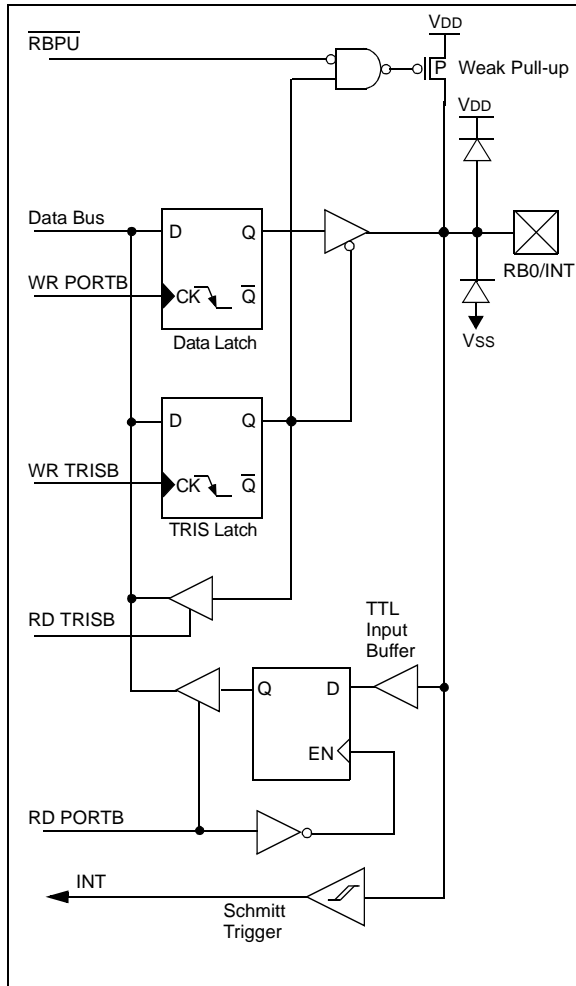 VDD
R̅B̅P̅U̅
P
Weak Pull-up
VDD
Data Bus
D
Q
RB0/INT
WR PORTB
CK
Q̅
VSS
Data Latch
D
Q
WR TRISB
CK
Q̅
TRIS Latch
RD TRISB
TTL
Input
Buffer
Q
D
EN
RD PORTB
INT
Schmitt
Trigger